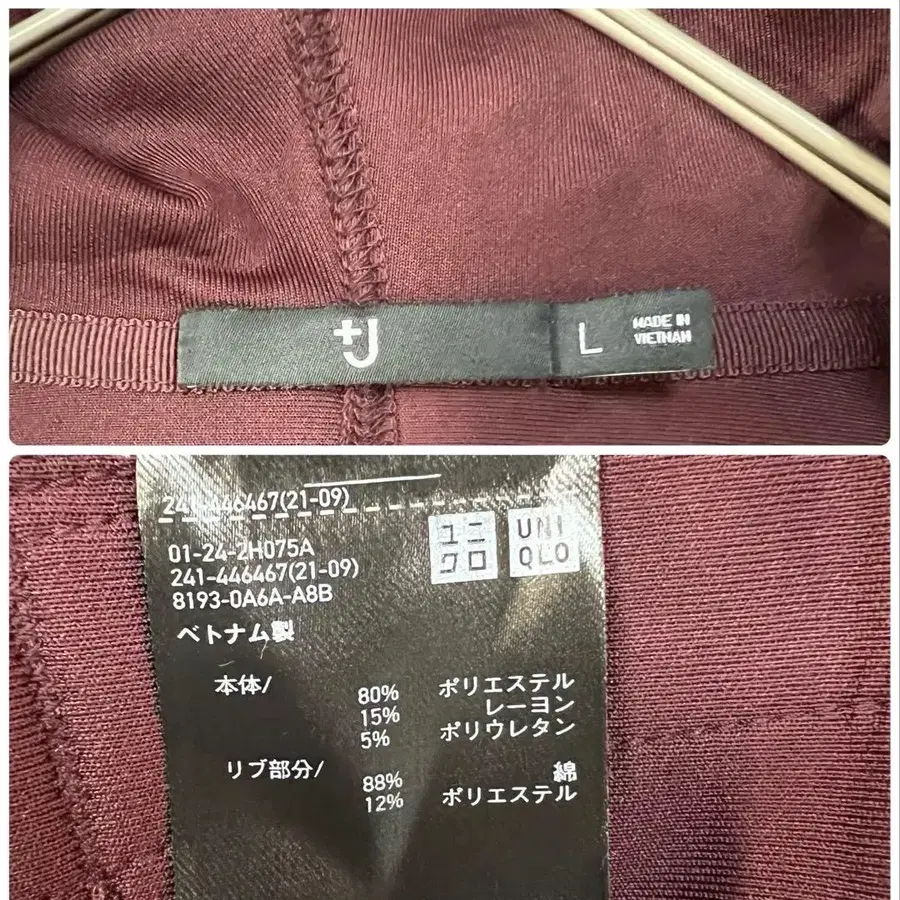 +J
L
MADE IN
VIETNAM
241-446467(21-09)
ユニ
クロ
UNI
QLO
01-24-2H075A
241-446467(21-09)
8193-0A6A-A8B
ベトナム製
本体/ 80% ポリエステル
15% レーヨン
5% ポリウレタン
リブ部分/ 88% 綿
12% ポリエステル